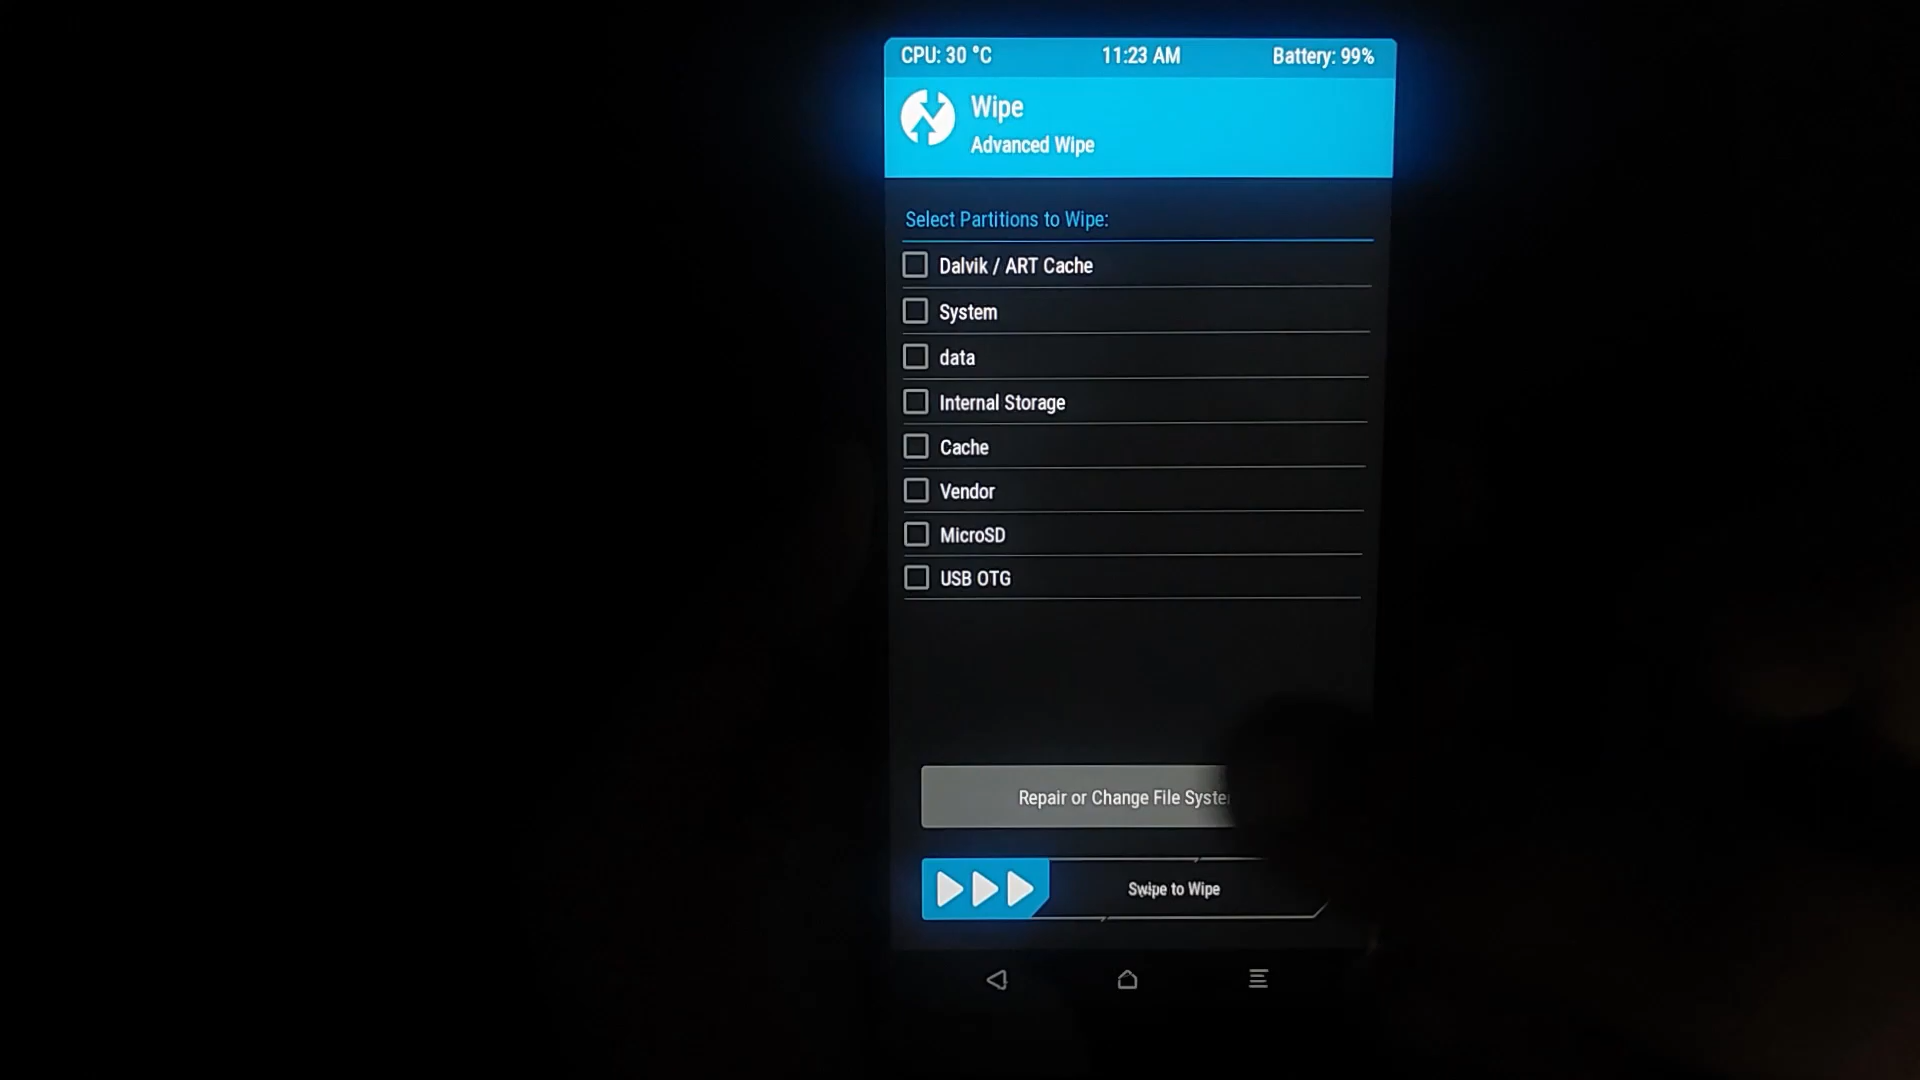 CPU: 30 °C 11:23 AM Battery: 99%
Wipe
Advanced Wipe
Select Partitions to Wipe:
Dalvik / ART Cache
System
data
Internal Storage
Cache
Vendor
MicroSD
USB OTG
Repair or Change File
Swipe to Wipe